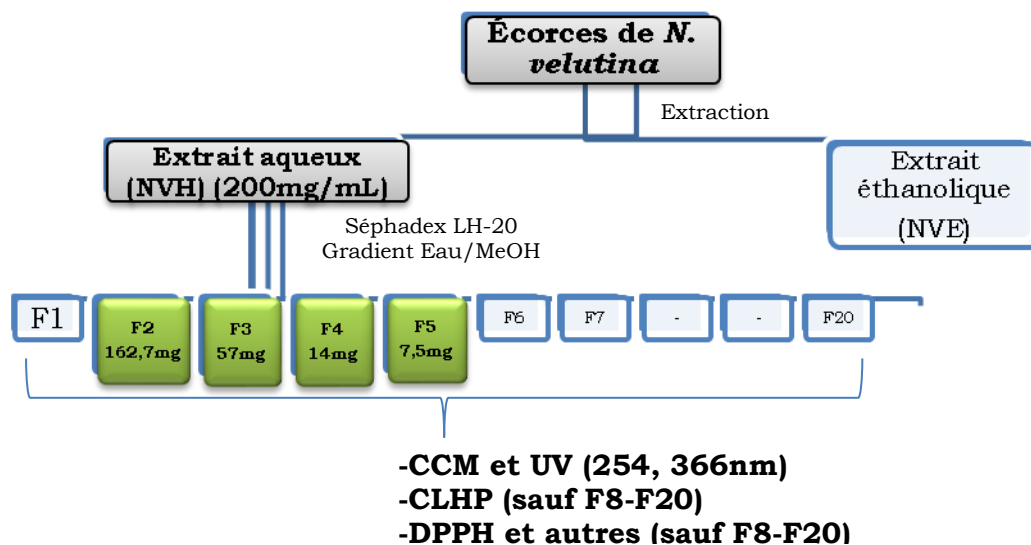 Écorces de N.
velutina
Extraction
Extrait aqueux
(NVH) (200mg/mL)
Extrait
éthanolique
(NVE)
Séphadex LH-20
Gradient Eau/MeOH
F1
F2
162,7mg
F3
57mg
F4
14mg
F5
7,5mg
F6
F7
-
-
F20
-CCM et UV (254, 366nm)
-CLHP (sauf F8-F20)
-DPPH et autres (sauf F8-F20)